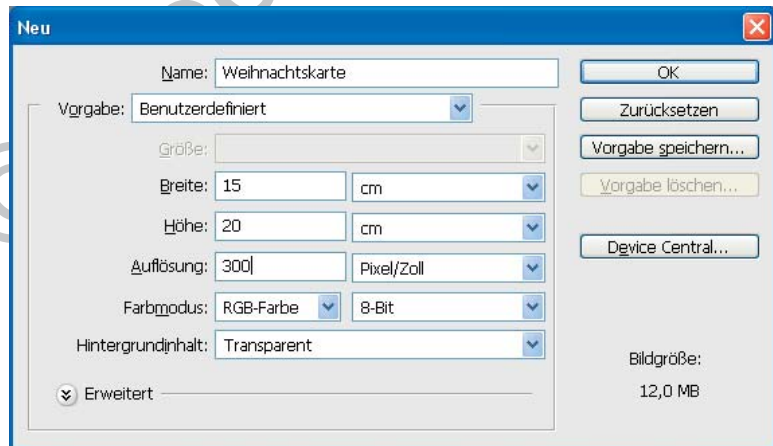 Neu
Name: Weihnachtskarte
OK
Vorgabe: Benutzerdefiniert
Zurücksetzen
Größe:
Vorgabe speichern...
Breite: 15 cm
Vorgabe löschen...
Höhe: 20 cm
Auflösung: 300 Pixel/Zoll
Device Central...
Farbmodus: RGB-Farbe 8-Bit
Hintergrundinhalt: Transparent
Bildgröße:
Erweitert
12,0 MB